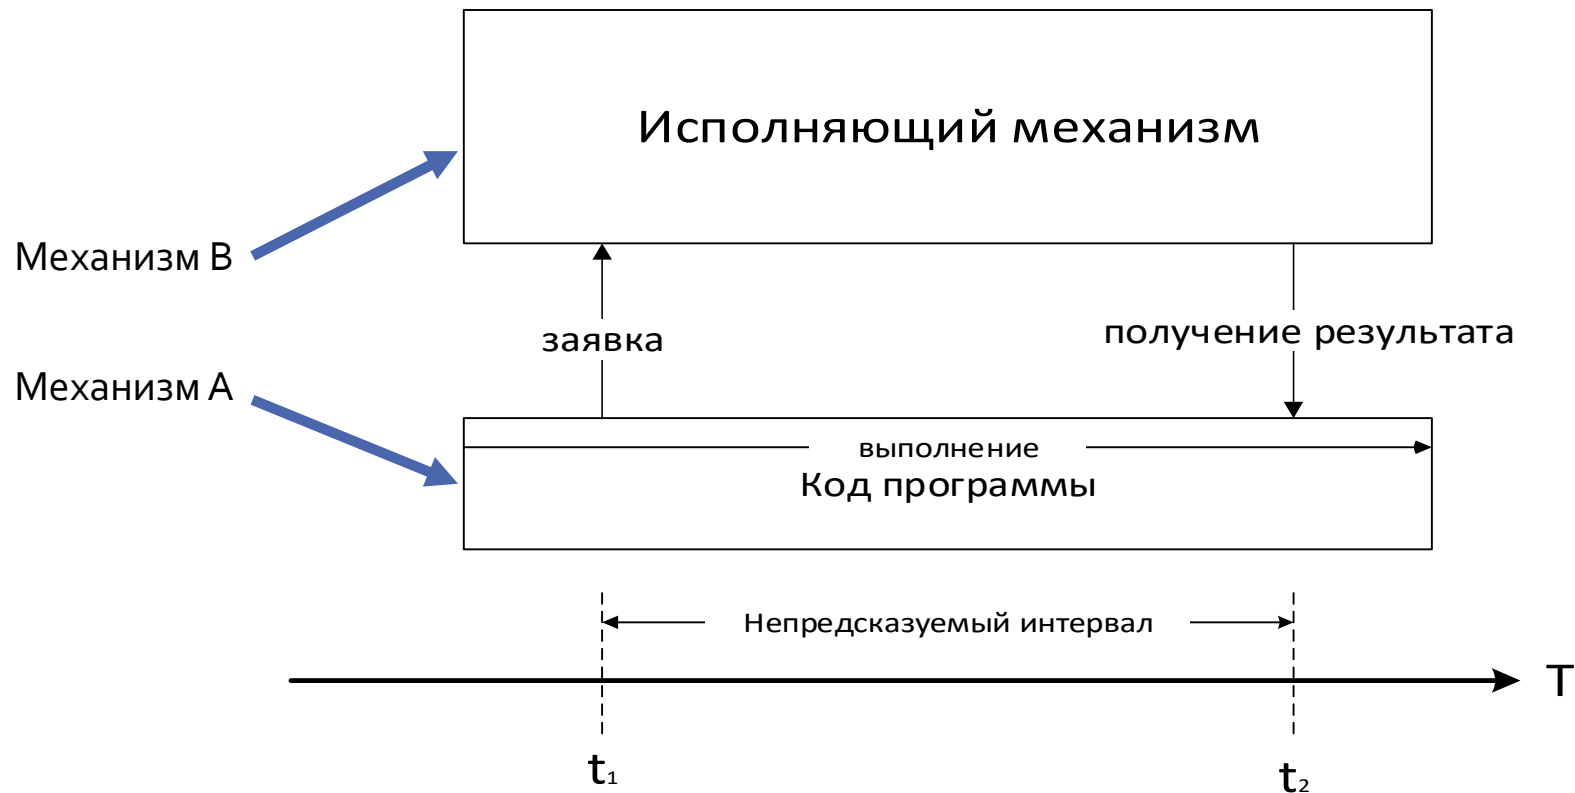 Исполняющий механизм
Механизм B
заявка
получение результата
Механизм A
выполнение
Код программы
Непредсказуемый интервал
T
t₁
t₂